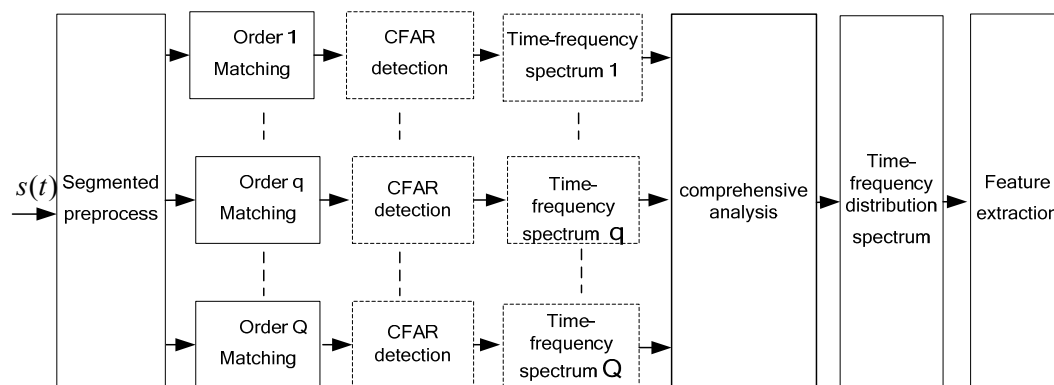 s(t)
Segmented
preprocess
Order 1
Matching
CFAR
detection
Time-frequency
spectrum 1
Order q
Matching
CFAR
detection
Time-
frequency
spectrum q
Order Q
Matching
CFAR
detection
Time-
frequency
spectrum Q
comprehensive
analysis
Time-
frequency
distribution
spectrum
Feature
extraction